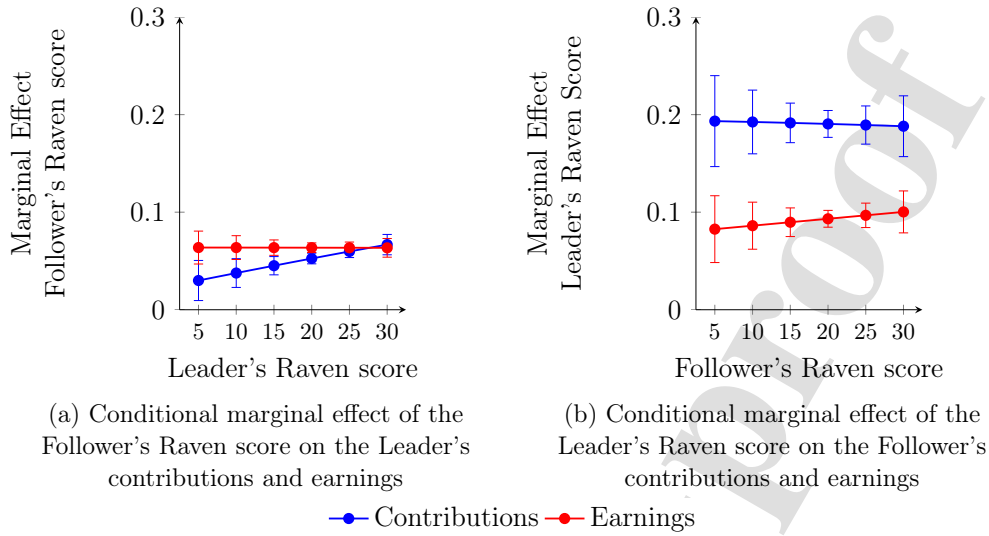 0.3
0.2
0.1
0
Marginal Effect
Follower's Raven score
5 10 15 20 25 30
Leader's Raven score
(a) Conditional marginal effect of the
Follower's Raven score on the Leader's
contributions and earnings
0.3
0.2
0.1
0
Marginal Effect
Leader's Raven Score
5 10 15 20 25 30
Follower's Raven score
(b) Conditional marginal effect of the
Leader's Raven score on the Follower's
contributions and earnings
Contributions Earnings
proof